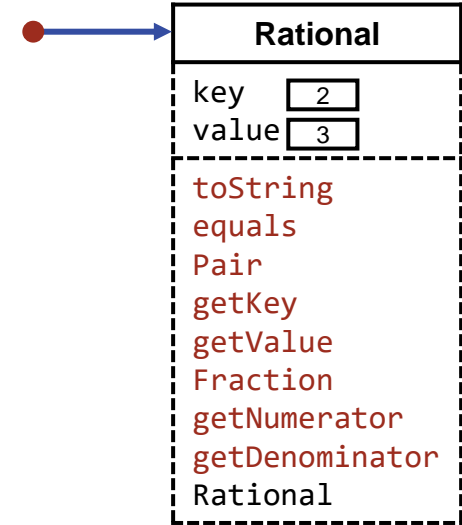 Rational
key 2
value 3
toString
equals
Pair
getKey
getValue
Fraction
getNumerator
getDenominator
Rational